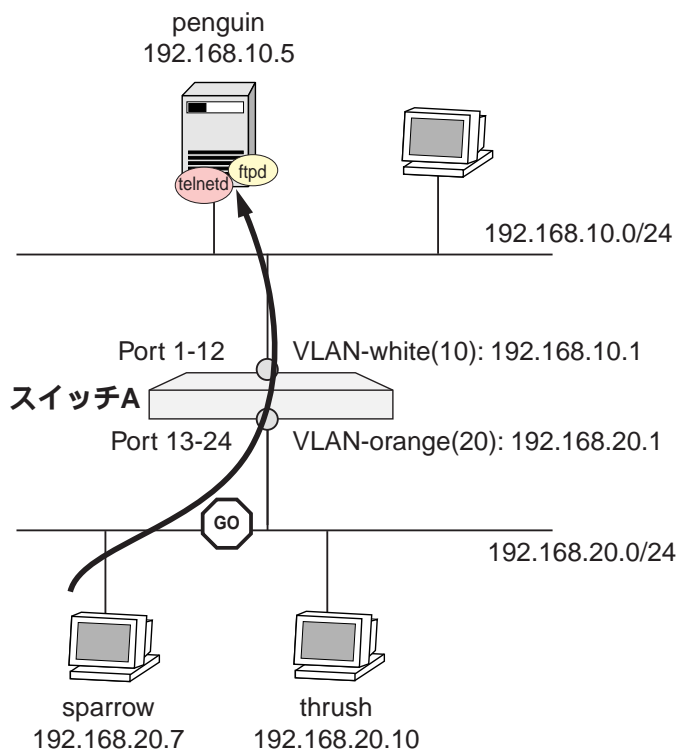 penguin
192.168.10.5
telnetd
ftpd
192.168.10.0/24
Port 1-12
VLAN-white(10): 192.168.10.1
スイッチA
Port 13-24
VLAN-orange(20): 192.168.20.1
GO
192.168.20.0/24
sparrow
192.168.20.7
thrush
192.168.20.10